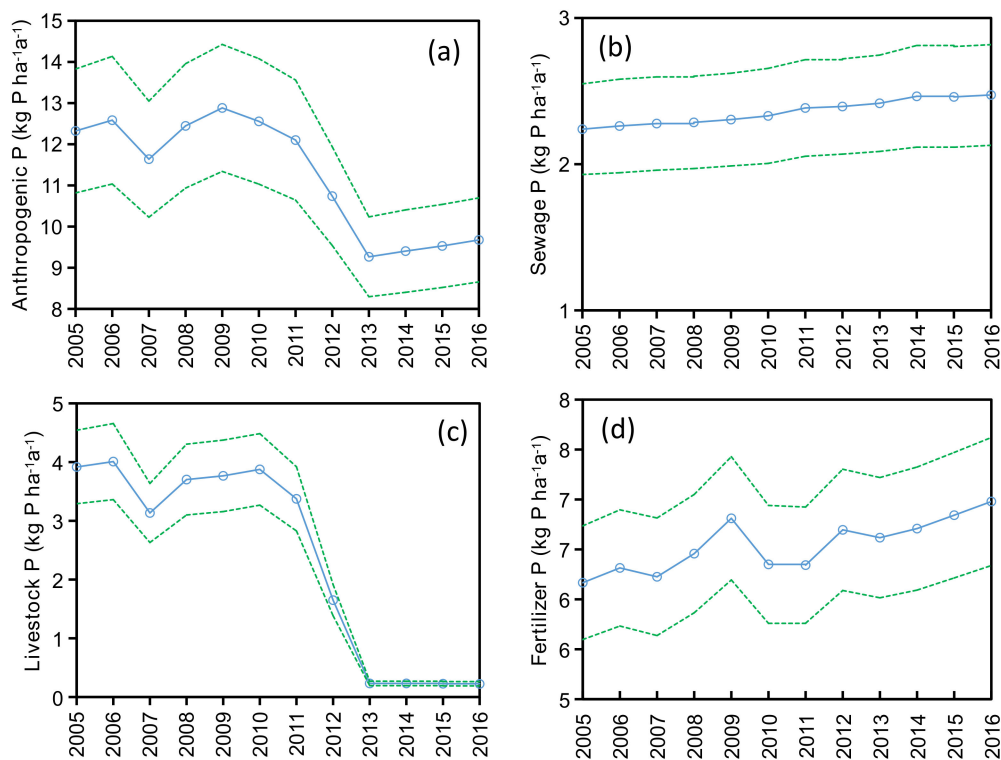 Anthropogenic P (kg P ha⁻¹a⁻¹)
15
14
13
12
11
10
9
8
(a)
2005 2006 2007 2008 2009 2010 2011 2012 2013 2014 2015 2016
Sewage P (kg P ha⁻¹a⁻¹)
3
2
1
(b)
2005 2006 2007 2008 2009 2010 2011 2012 2013 2014 2015 2016
Livestock P (kg P ha⁻¹a⁻¹)
5
4
3
2
1
0
(c)
2005 2006 2007 2008 2009 2010 2011 2012 2013 2014 2015 2016
Fertilizer P (kg P ha⁻¹a⁻¹)
8
8
7
7
6
6
5
(d)
2005 2006 2007 2008 2009 2010 2011 2012 2013 2014 2015 2016